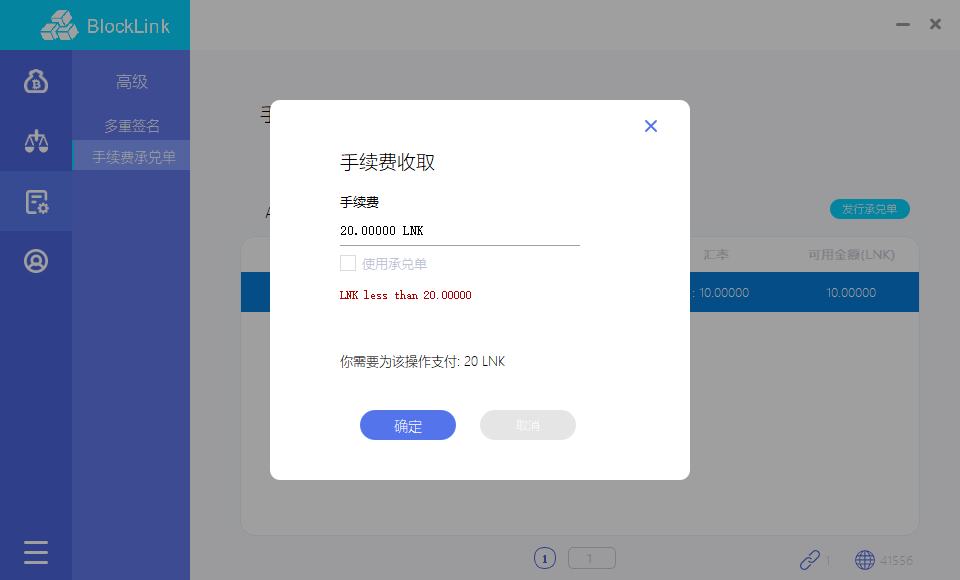 BlockLink
高级
多重签名
手续费承兑单
手续费收取
手续费
20.00000 LNK
使用承兑单
LNK less than 20.00000
你需要为该操作支付: 20 LNK
确定
取消
发行承兑单
汇率
可用金额(LNK)
: 10.00000
10.00000
1
1
1
41556